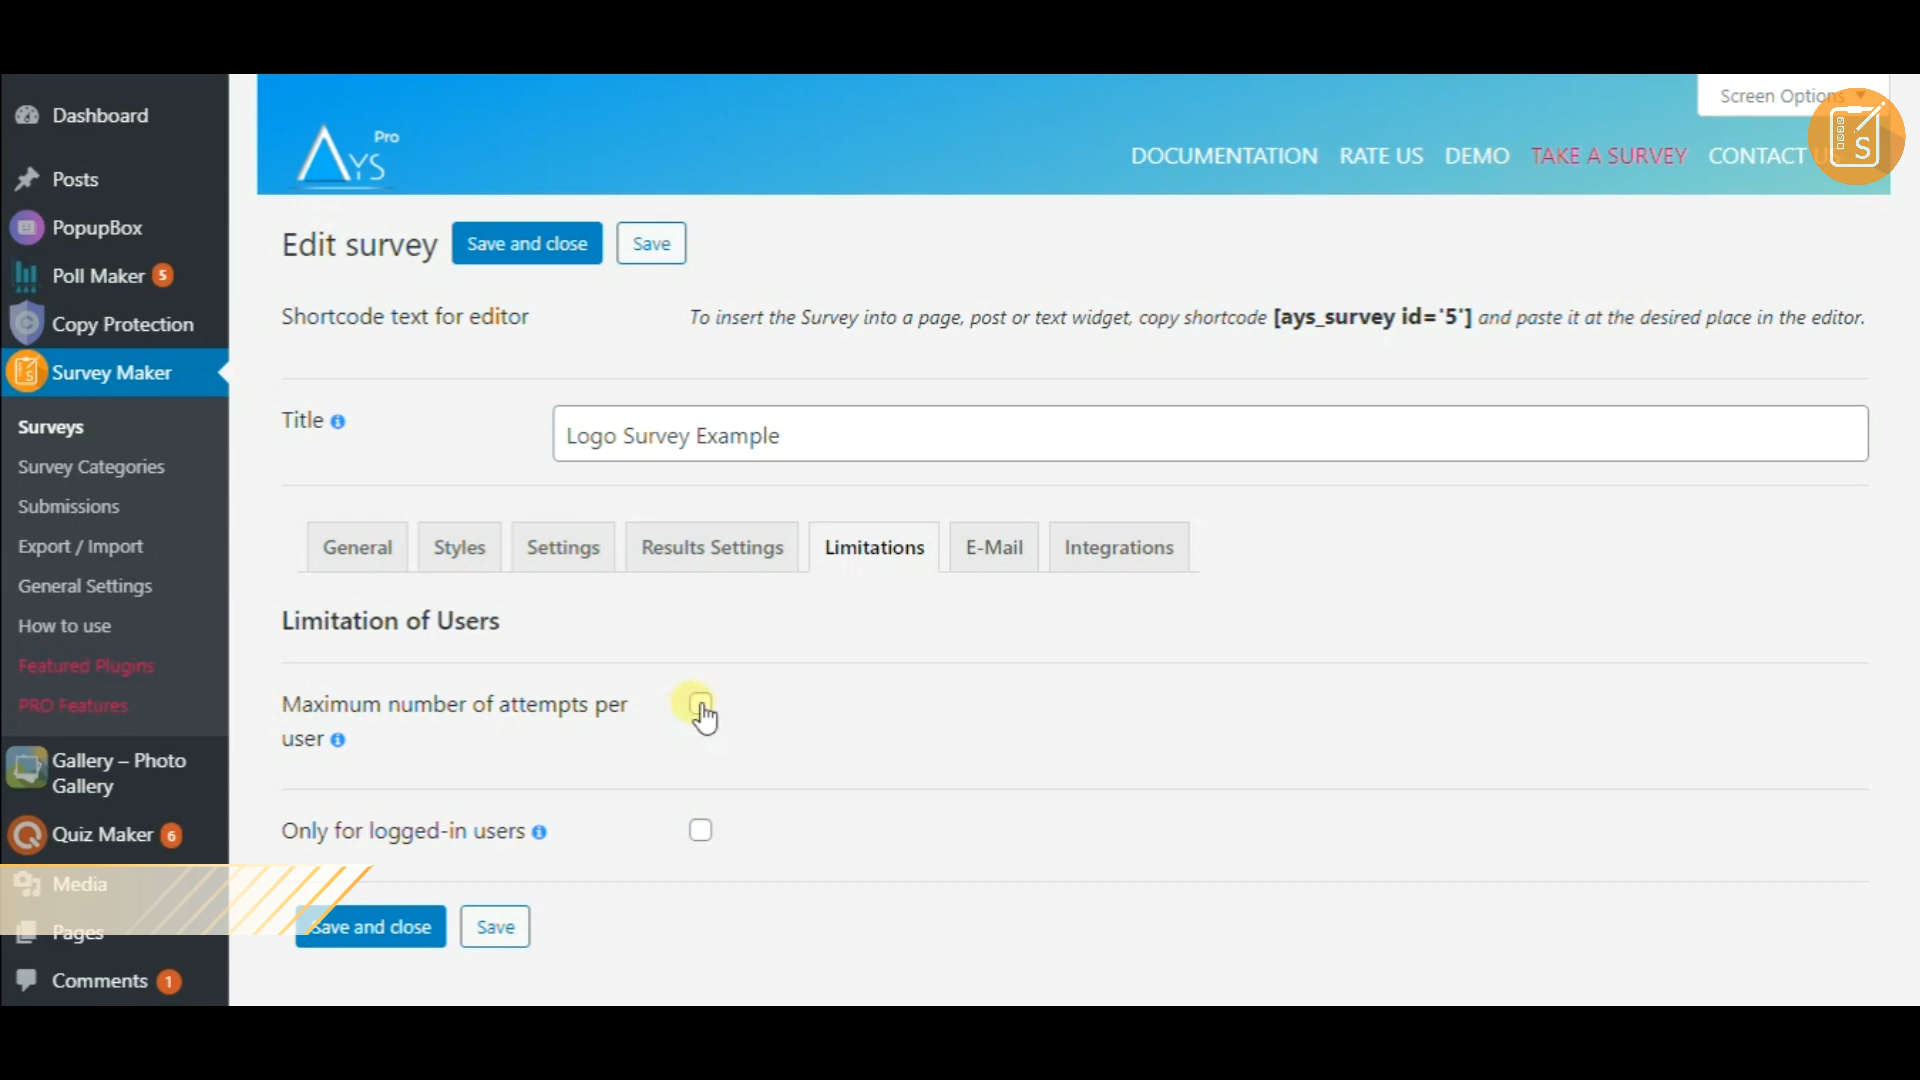 Dashboard
Posts
PopupBox
Poll Maker 5
Copy Protection
Survey Maker
Surveys
Survey Categories
Submissions
Export / Import
General Settings
How to use
Featured Plugins
PRO Features
Gallery – Photo
Gallery
Quiz Maker 6
Media
Pages
Comments 1
Screen Options
AYS Pro
DOCUMENTATION RATE US DEMO TAKE A SURVEY CONTACT US
S
Edit survey Save and close Save
Shortcode text for editor To insert the Survey into a page, post or text widget, copy shortcode [ays_survey id='5'] and paste it at the desired place in the editor.
Title Logo Survey Example
General Styles Settings Results Settings Limitations E-Mail Integrations
Limitation of Users
Maximum number of attempts per
user
Only for logged-in users
Save and close Save